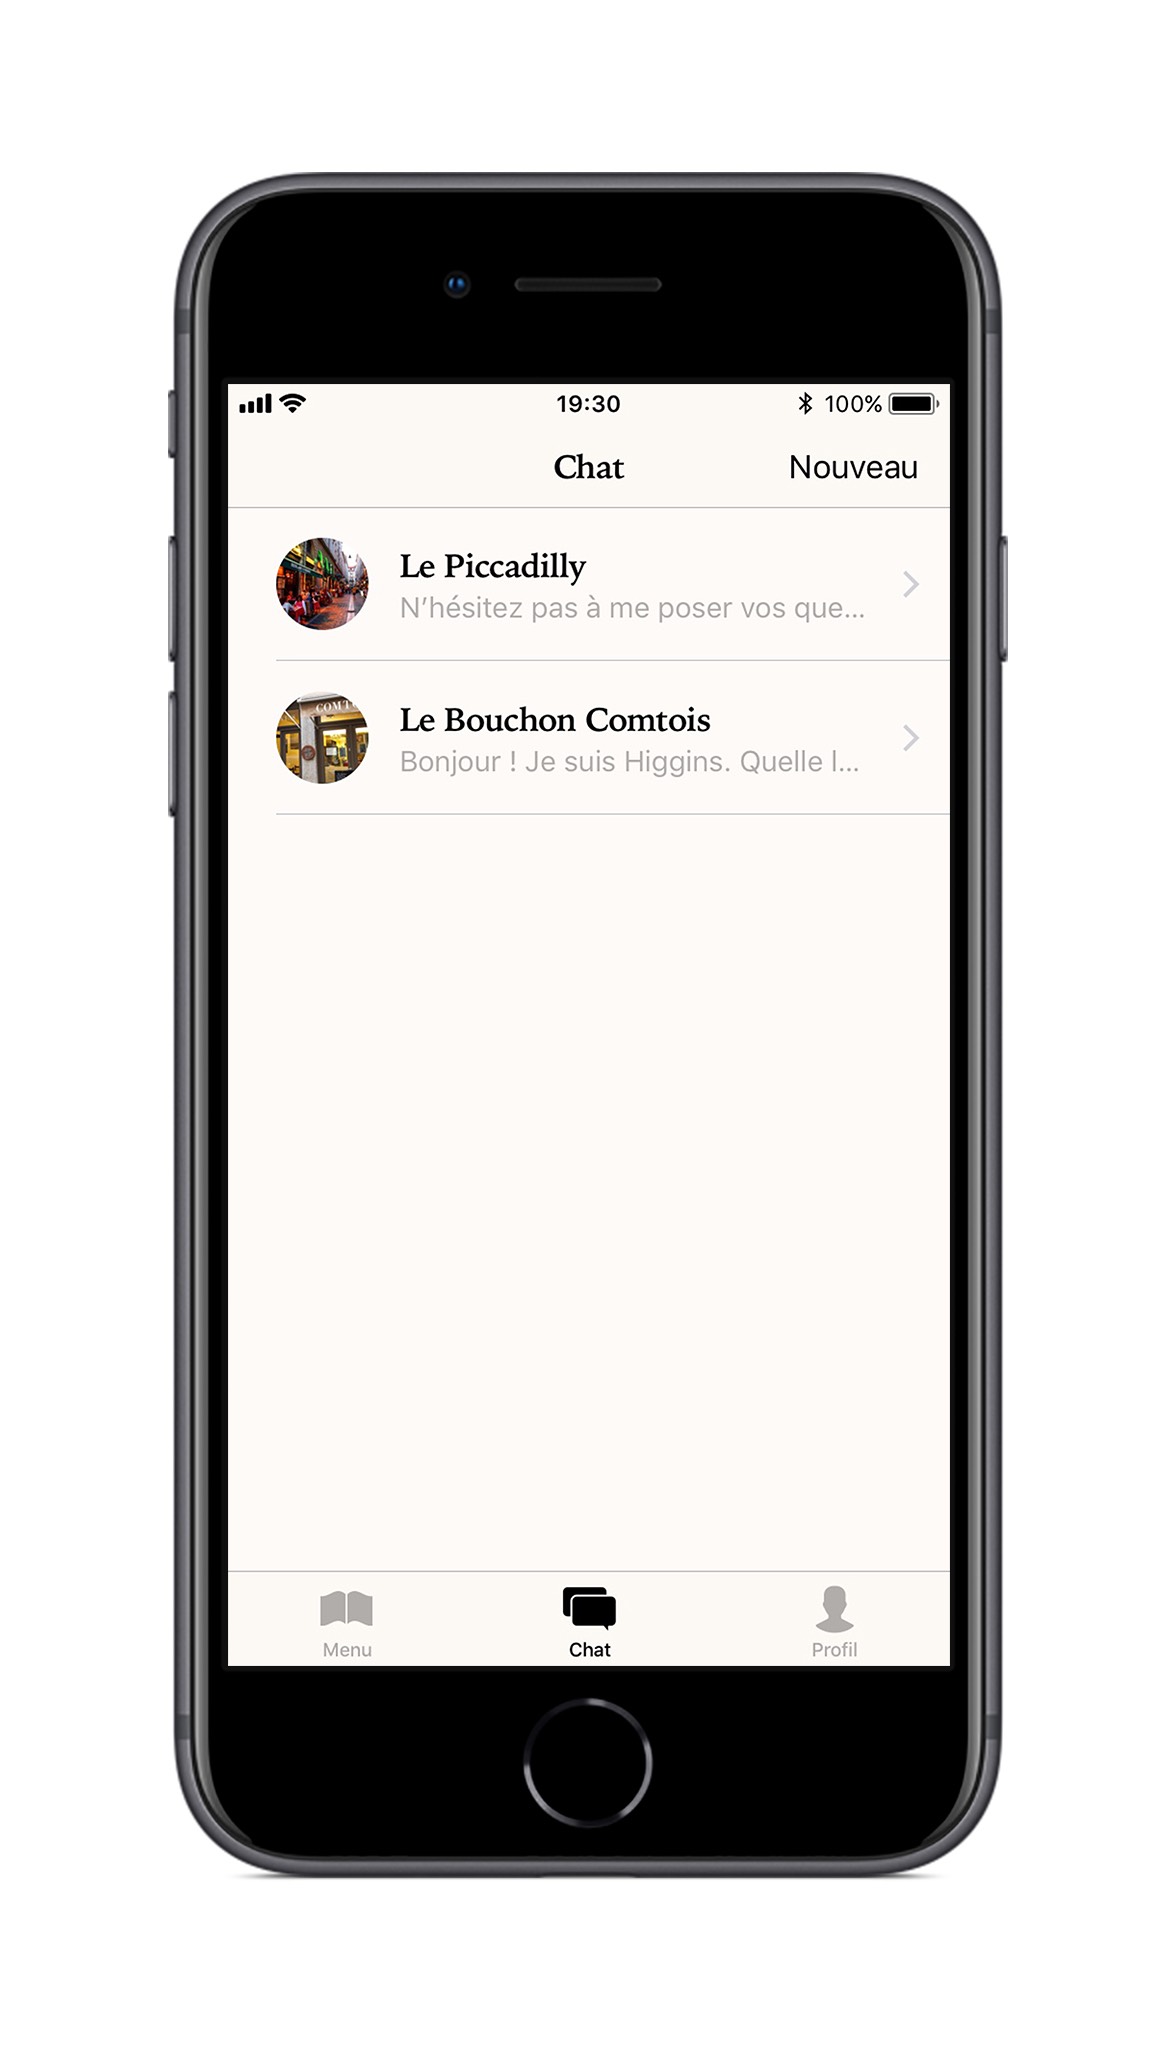 19:30
100%
Chat
Nouveau
Le Piccadilly
N’hésitez pas à me poser vos que...
COMT
Le Bouchon Comtois
Bonjour ! Je suis Higgins. Quelle l...
Menu
Chat
Profil